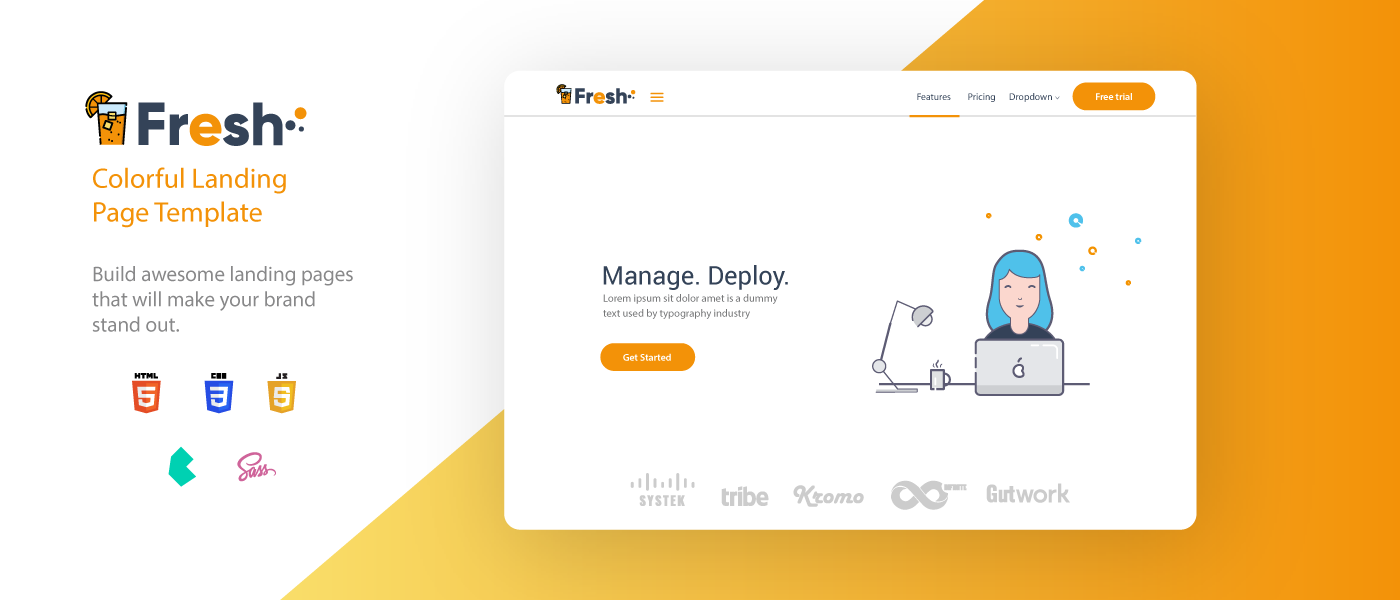 Fresh
Colorful Landing
Page Template
Build awesome landing pages
that will make your brand
stand out.
HTML
CSS
JS
5
3
5
Sass
Fresh
Features
Pricing
Dropdown
Free trial
Manage. Deploy.
Lorem ipsum sit dolor amet is a dummy
text used by typography industry
Get Started
SYSTEK
tribe
Kromo
Gutwork